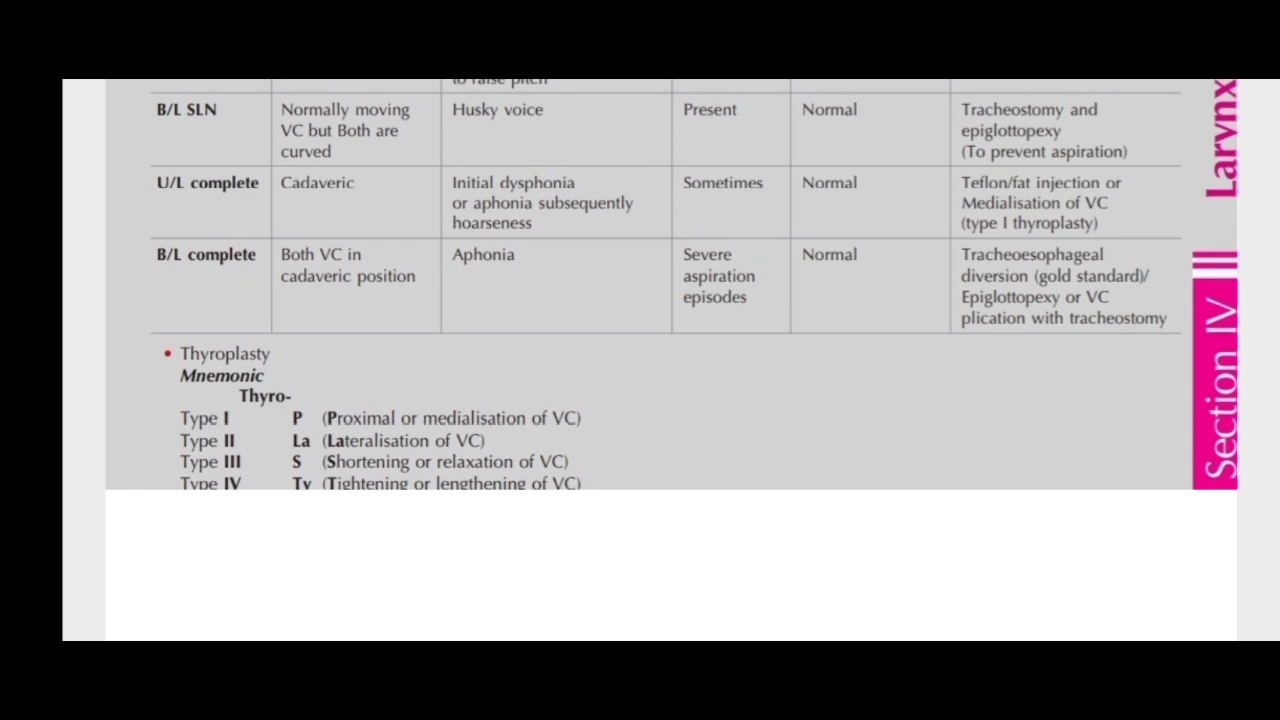 to raise pitch
B/L SLN
Normally moving
VC but Both are
curved
Husky voice
Present
Normal
Tracheostomy and
epiglottopexy
(To prevent aspiration)
U/L complete
Cadaveric
Initial dysphonia
or aphonia subsequently
hoarseness
Sometimes
Normal
Teflon/fat injection or
Medialisation of VC
(type I thyroplasty)
B/L complete
Both VC in
cadaveric position
Aphonia
Severe
aspiration
episodes
Normal
Tracheoesophageal
diversion (gold standard)/
Epiglottopexy or VC
plication with tracheostomy
• Thyroplasty
Mnemonic
Thyro-
Type I P (Proximal or medialisation of VC)
Type II La (Lateralisation of VC)
Type III S (Shortening or relaxation of VC)
Type IV Ty (Tightening or lengthening of VC)
Larynx
Section IV